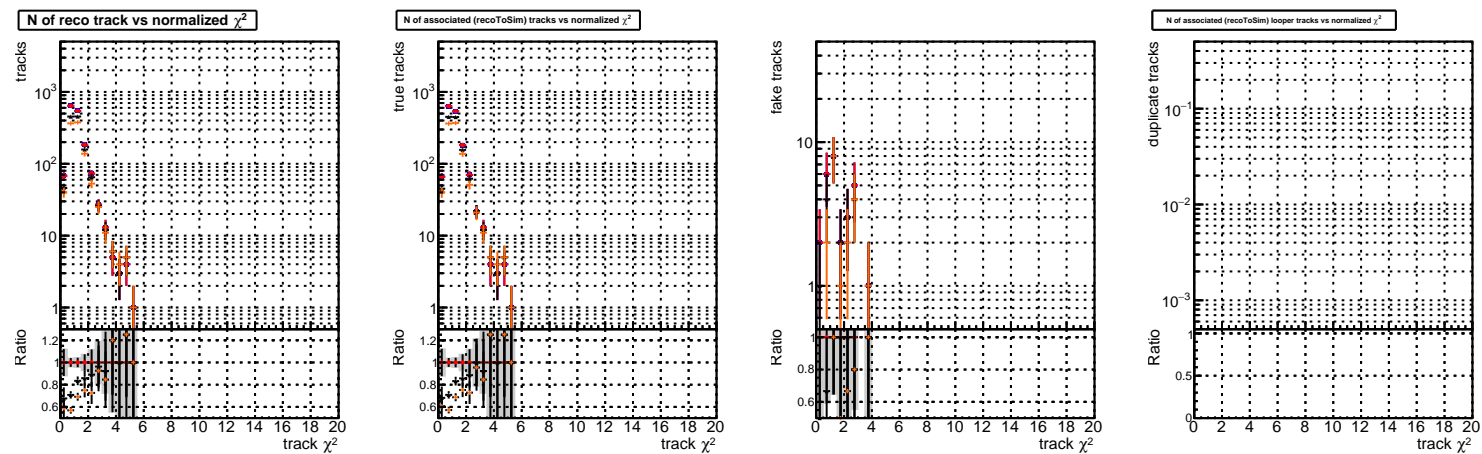 N of reco track vs normalized χ²
tracks
10³
10²
10
1
Ratio
1.2
1
0.8
0.6
0 2 4 6 8 10 12 14 16 18 20
track χ²
N of associated (recoToSim) tracks vs normalized χ²
true tracks
10³
10²
10
1
Ratio
1.2
1
0.8
0.6
0 2 4 6 8 10 12 14 16 18 20
track χ²
fake tracks
10
1
Ratio
1
0.8
0.6
0 2 4 6 8 10 12 14 16 18 20
track χ²
N of associated (recoToSim) looper tracks vs normalized χ²
duplicate tracks
10⁻¹
10⁻²
10⁻³
Ratio
1
0.5
0
0 2 4 6 8 10 12 14 16 18 20
track χ²